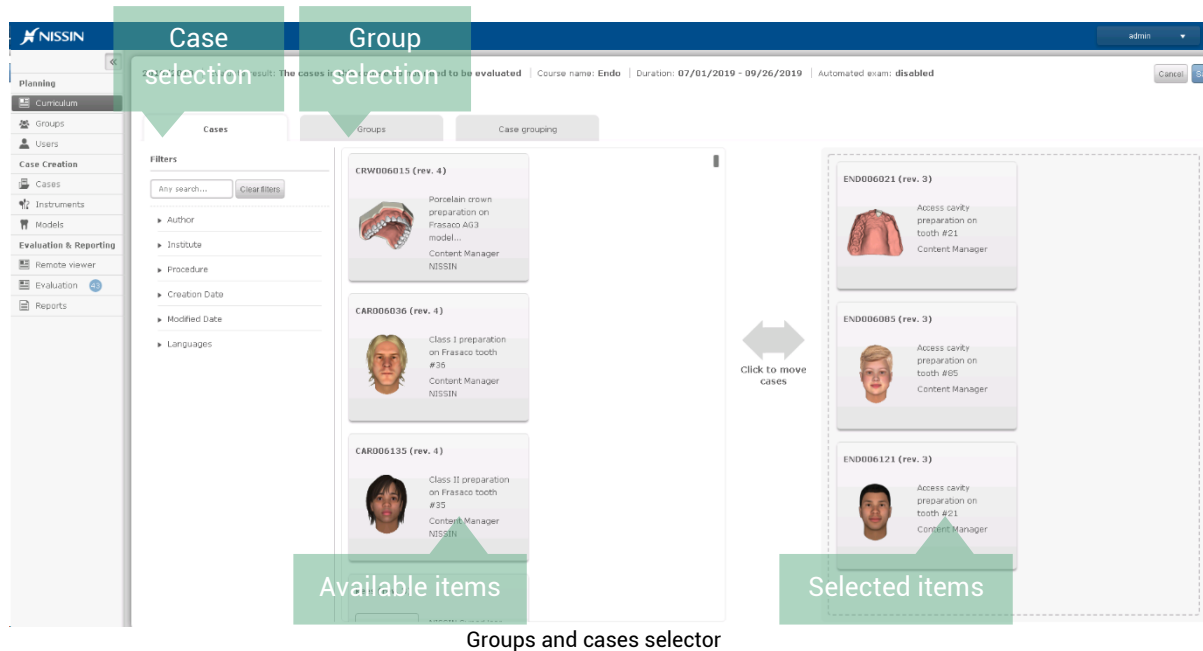 NISSIN
admin
Case selection
Group selection
result: The cases in
to be evaluated | Course name: Endo | Duration: 07/01/2019 - 09/26/2019 | Automated exam: disabled
Cancel
Planning
Curriculum
Groups
Users
Case Creation
Cases
Instruments
Models
Evaluation & Reporting
Remote viewer
Evaluation
Reports
Cases
Groups
Case grouping
Filters
Any search...
Clear filters
Author
Institute
Procedure
Creation Date
Modified Date
Languages
CRW006015 (rev. 4)
Porcelain crown
preparation on
Frasaco AG3
model...
Content Manager
NISSIN
CAR006036 (rev. 4)
Class I preparation
on Frasaco tooth
#36
Content Manager
NISSIN
CAR006135 (rev. 4)
Class II preparation
on Frasaco tooth
#35
Content Manager
NISSIN
Available items
Click to move
cases
END006021 (rev. 3)
Access cavity
preparation on
tooth #21
Content Manager
END006085 (rev. 3)
Access cavity
preparation on
tooth #85
Content Manager
END006121 (rev. 3)
Access cavity
preparation on
tooth #21
Content Manager
Selected items
Groups and cases selector